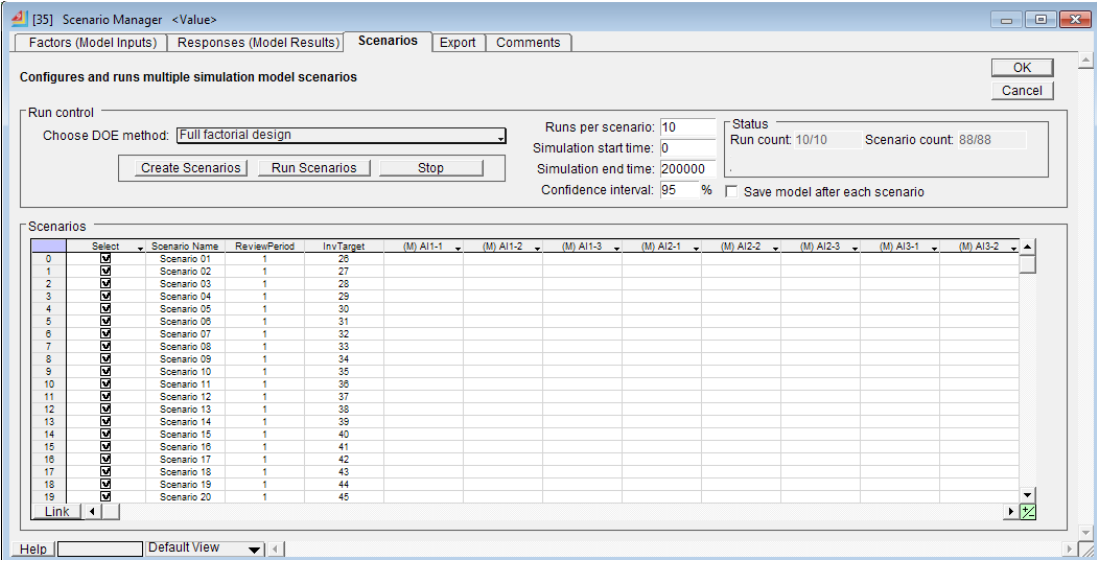 [35] Scenario Manager <Value>
Factors (Model Inputs) Responses (Model Results) Scenarios Export Comments
Configures and runs multiple simulation model scenarios
OK
Cancel
Run control
Choose DOE method: Full factorial design
Create Scenarios Run Scenarios Stop
Runs per scenario: 10
Simulation start time: 0
Simulation end time: 200000
Confidence interval: 95 %
Status
Run count: 10/10 Scenario count: 88/88
.
Save model after each scenario
Scenarios
Select Scenario Name ReviewPeriod InvTarget (M) AI1-1 (M) AI1-2 (M) AI1-3 (M) AI2-1 (M) AI2-2 (M) AI2-3 (M) AI3-1 (M) AI3-2
0 Scenario 01 1 26
1 Scenario 02 1 27
2 Scenario 03 1 28
3 Scenario 04 1 29
4 Scenario 05 1 30
5 Scenario 06 1 31
6 Scenario 07 1 32
7 Scenario 08 1 33
8 Scenario 09 1 34
9 Scenario 10 1 35
10 Scenario 11 1 36
11 Scenario 12 1 37
12 Scenario 13 1 38
13 Scenario 14 1 39
14 Scenario 15 1 40
15 Scenario 16 1 41
16 Scenario 17 1 42
17 Scenario 18 1 43
18 Scenario 19 1 44
19 Scenario 20 1 45
Link
Help Default View